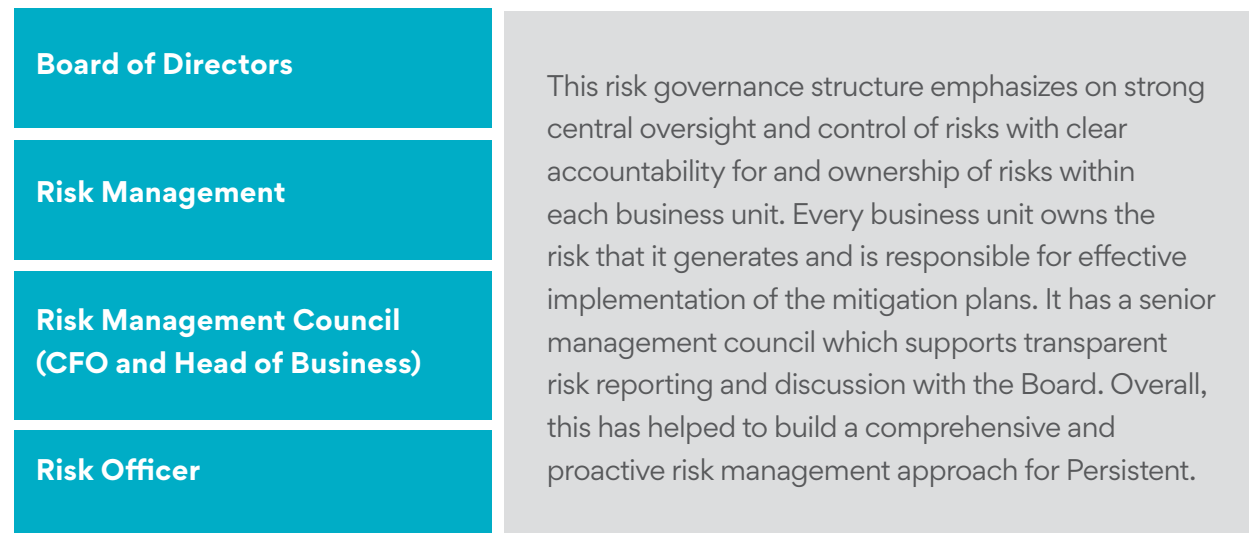 Board of Directors
Risk Management
Risk Management Council
(CFO and Head of Business)
Risk Officer
This risk governance structure emphasizes on strong
central oversight and control of risks with clear
accountability for and ownership of risks within
each business unit. Every business unit owns the
risk that it generates and is responsible for effective
implementation of the mitigation plans. It has a senior
management council which supports transparent
risk reporting and discussion with the Board. Overall,
this has helped to build a comprehensive and
proactive risk management approach for Persistent.